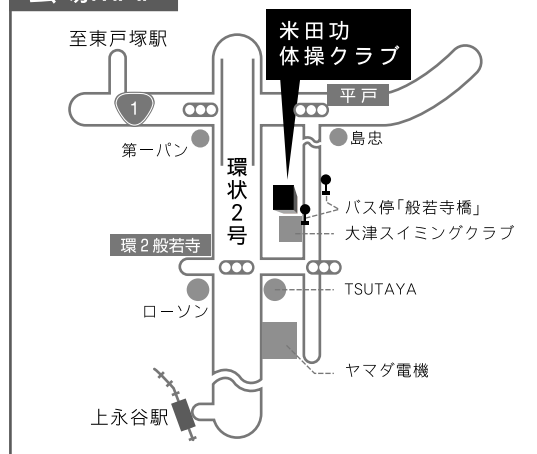 至東戸塚駅
米田功
体操クラブ
平戸
1
第一パン
島忠
環状2号
バス停「般若寺橋」
大津スイミングクラブ
環2般若寺
TSUTAYA
ローソン
ヤマダ電機
上永谷駅